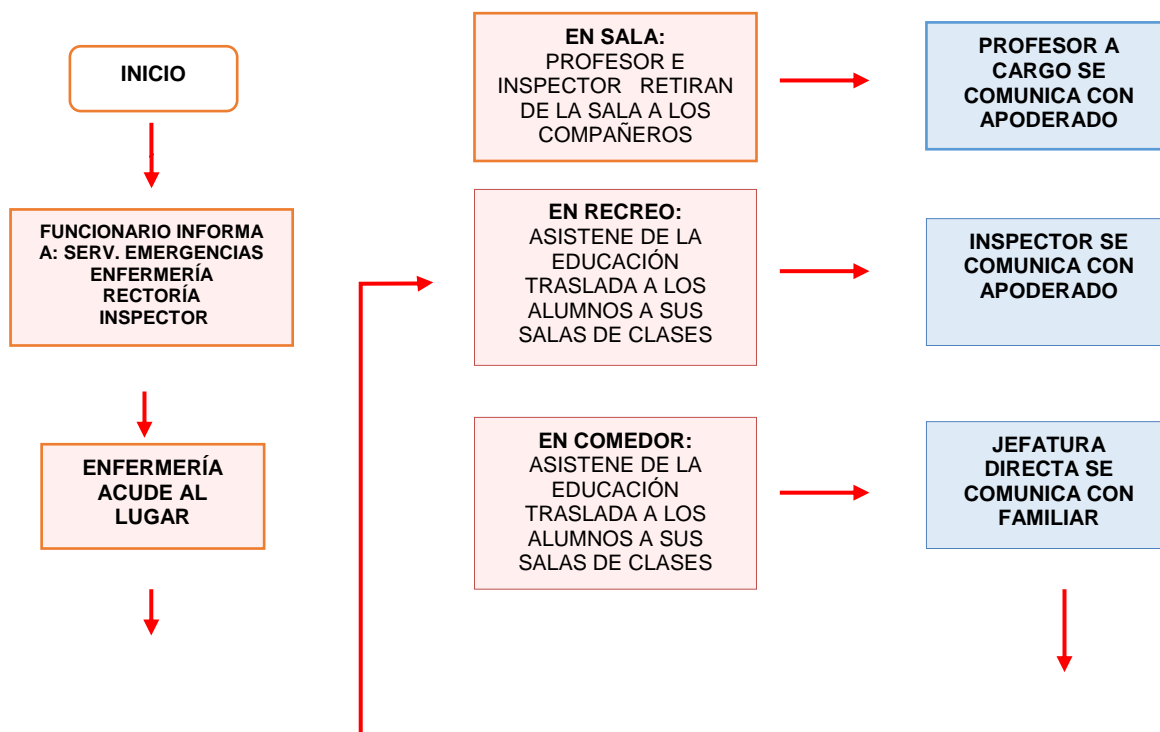 INICIO
FUNCIONARIO INFORMA
A: SERV. EMERGENCIAS
ENFERMERÍA
RECTORÍA
INSPECTOR
ENFERMERÍA
ACUDE AL
LUGAR
EN SALA:
PROFESOR E
INSPECTOR RETIRAN
DE LA SALA A LOS
COMPAÑEROS
EN RECREO:
ASISTENE DE LA
EDUCACIÓN
TRASLADA A LOS
ALUMNOS A SUS
SALAS DE CLASES
EN COMEDOR:
ASISTENE DE LA
EDUCACIÓN
TRASLADA A LOS
ALUMNOS A SUS
SALAS DE CLASES
PROFESOR A
CARGO SE
COMUNICA CON
APODERADO
INSPECTOR SE
COMUNICA CON
APODERADO
JEFATURA
DIRECTA SE
COMUNICA CON
FAMILIAR